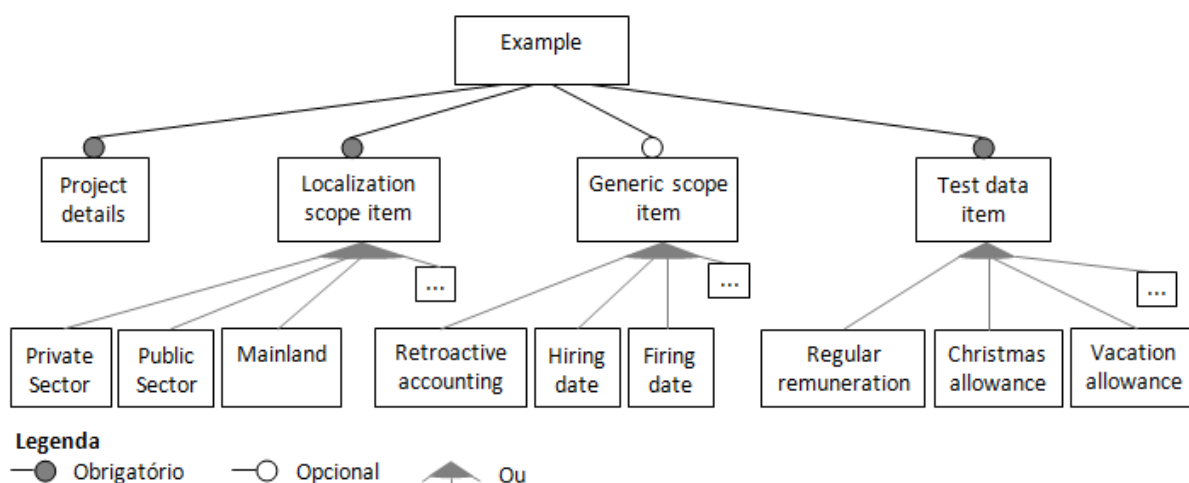 Example
Project
details
Localization
scope item
Generic scope
item
Test data
item
...
...
...
Private
Sector
Public
Sector
Mainland
Retroactive
accounting
Hiring
date
Firing
date
Regular
remuneration
Christmas
allowance
Vacation
allowance
Legenda
Obrigatório
Opcional
Ou